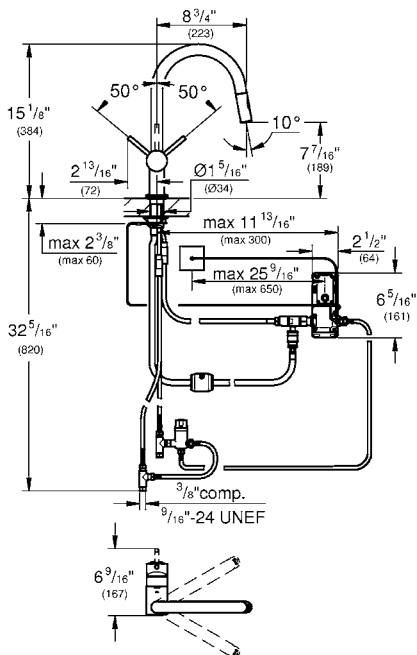 8 3/4"
(223)
50°
50°
15 1/8"
(384)
10°
7 7/16"
(189)
2 13/16"
(72)
Ø1 5/16"
(Ø34)
max 11 13/16"
(max 300)
2 1/2"
(64)
max 2 3/8"
(max 60)
max 25 9/16"
(max 650)
6 5/16"
(161)
32 5/16"
(820)
3/8"comp.
9/16"-24 UNEF
6 9/16"
(167)